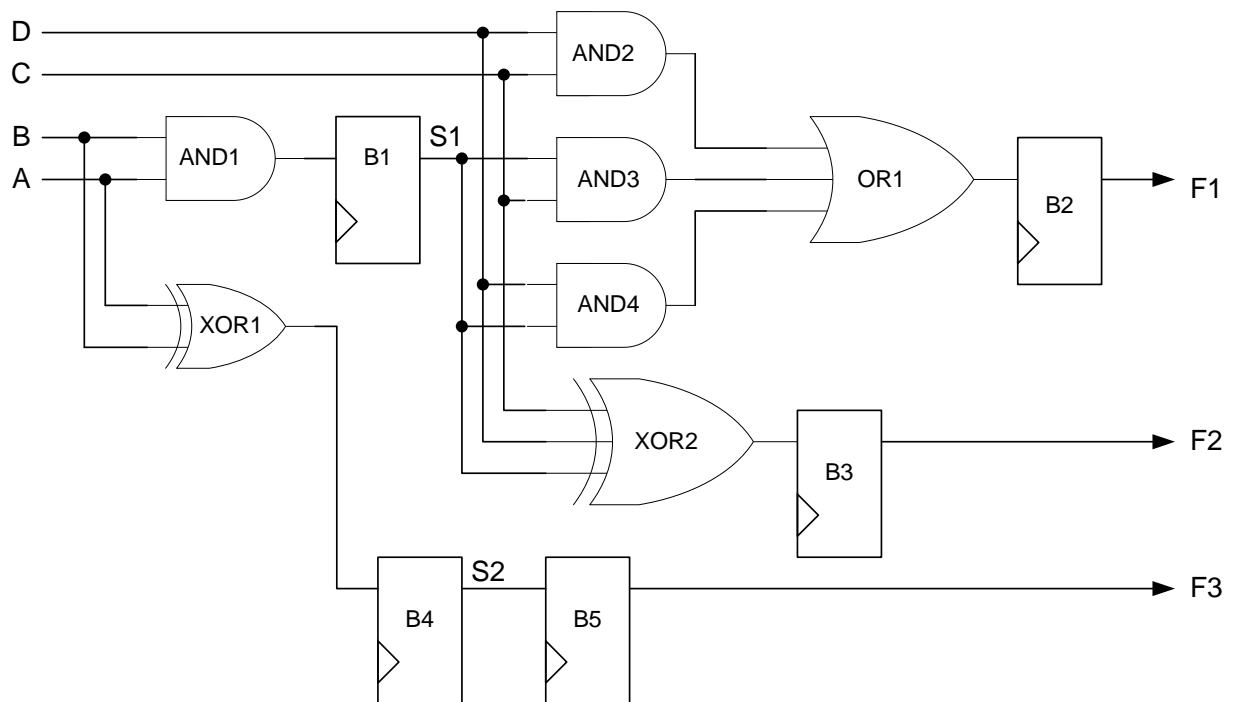 D
AND2
C
B
AND1
B1
S1
A
AND3
OR1
B2
F1
AND4
XOR1
XOR2
F2
B3
S2
F3
B4
B5